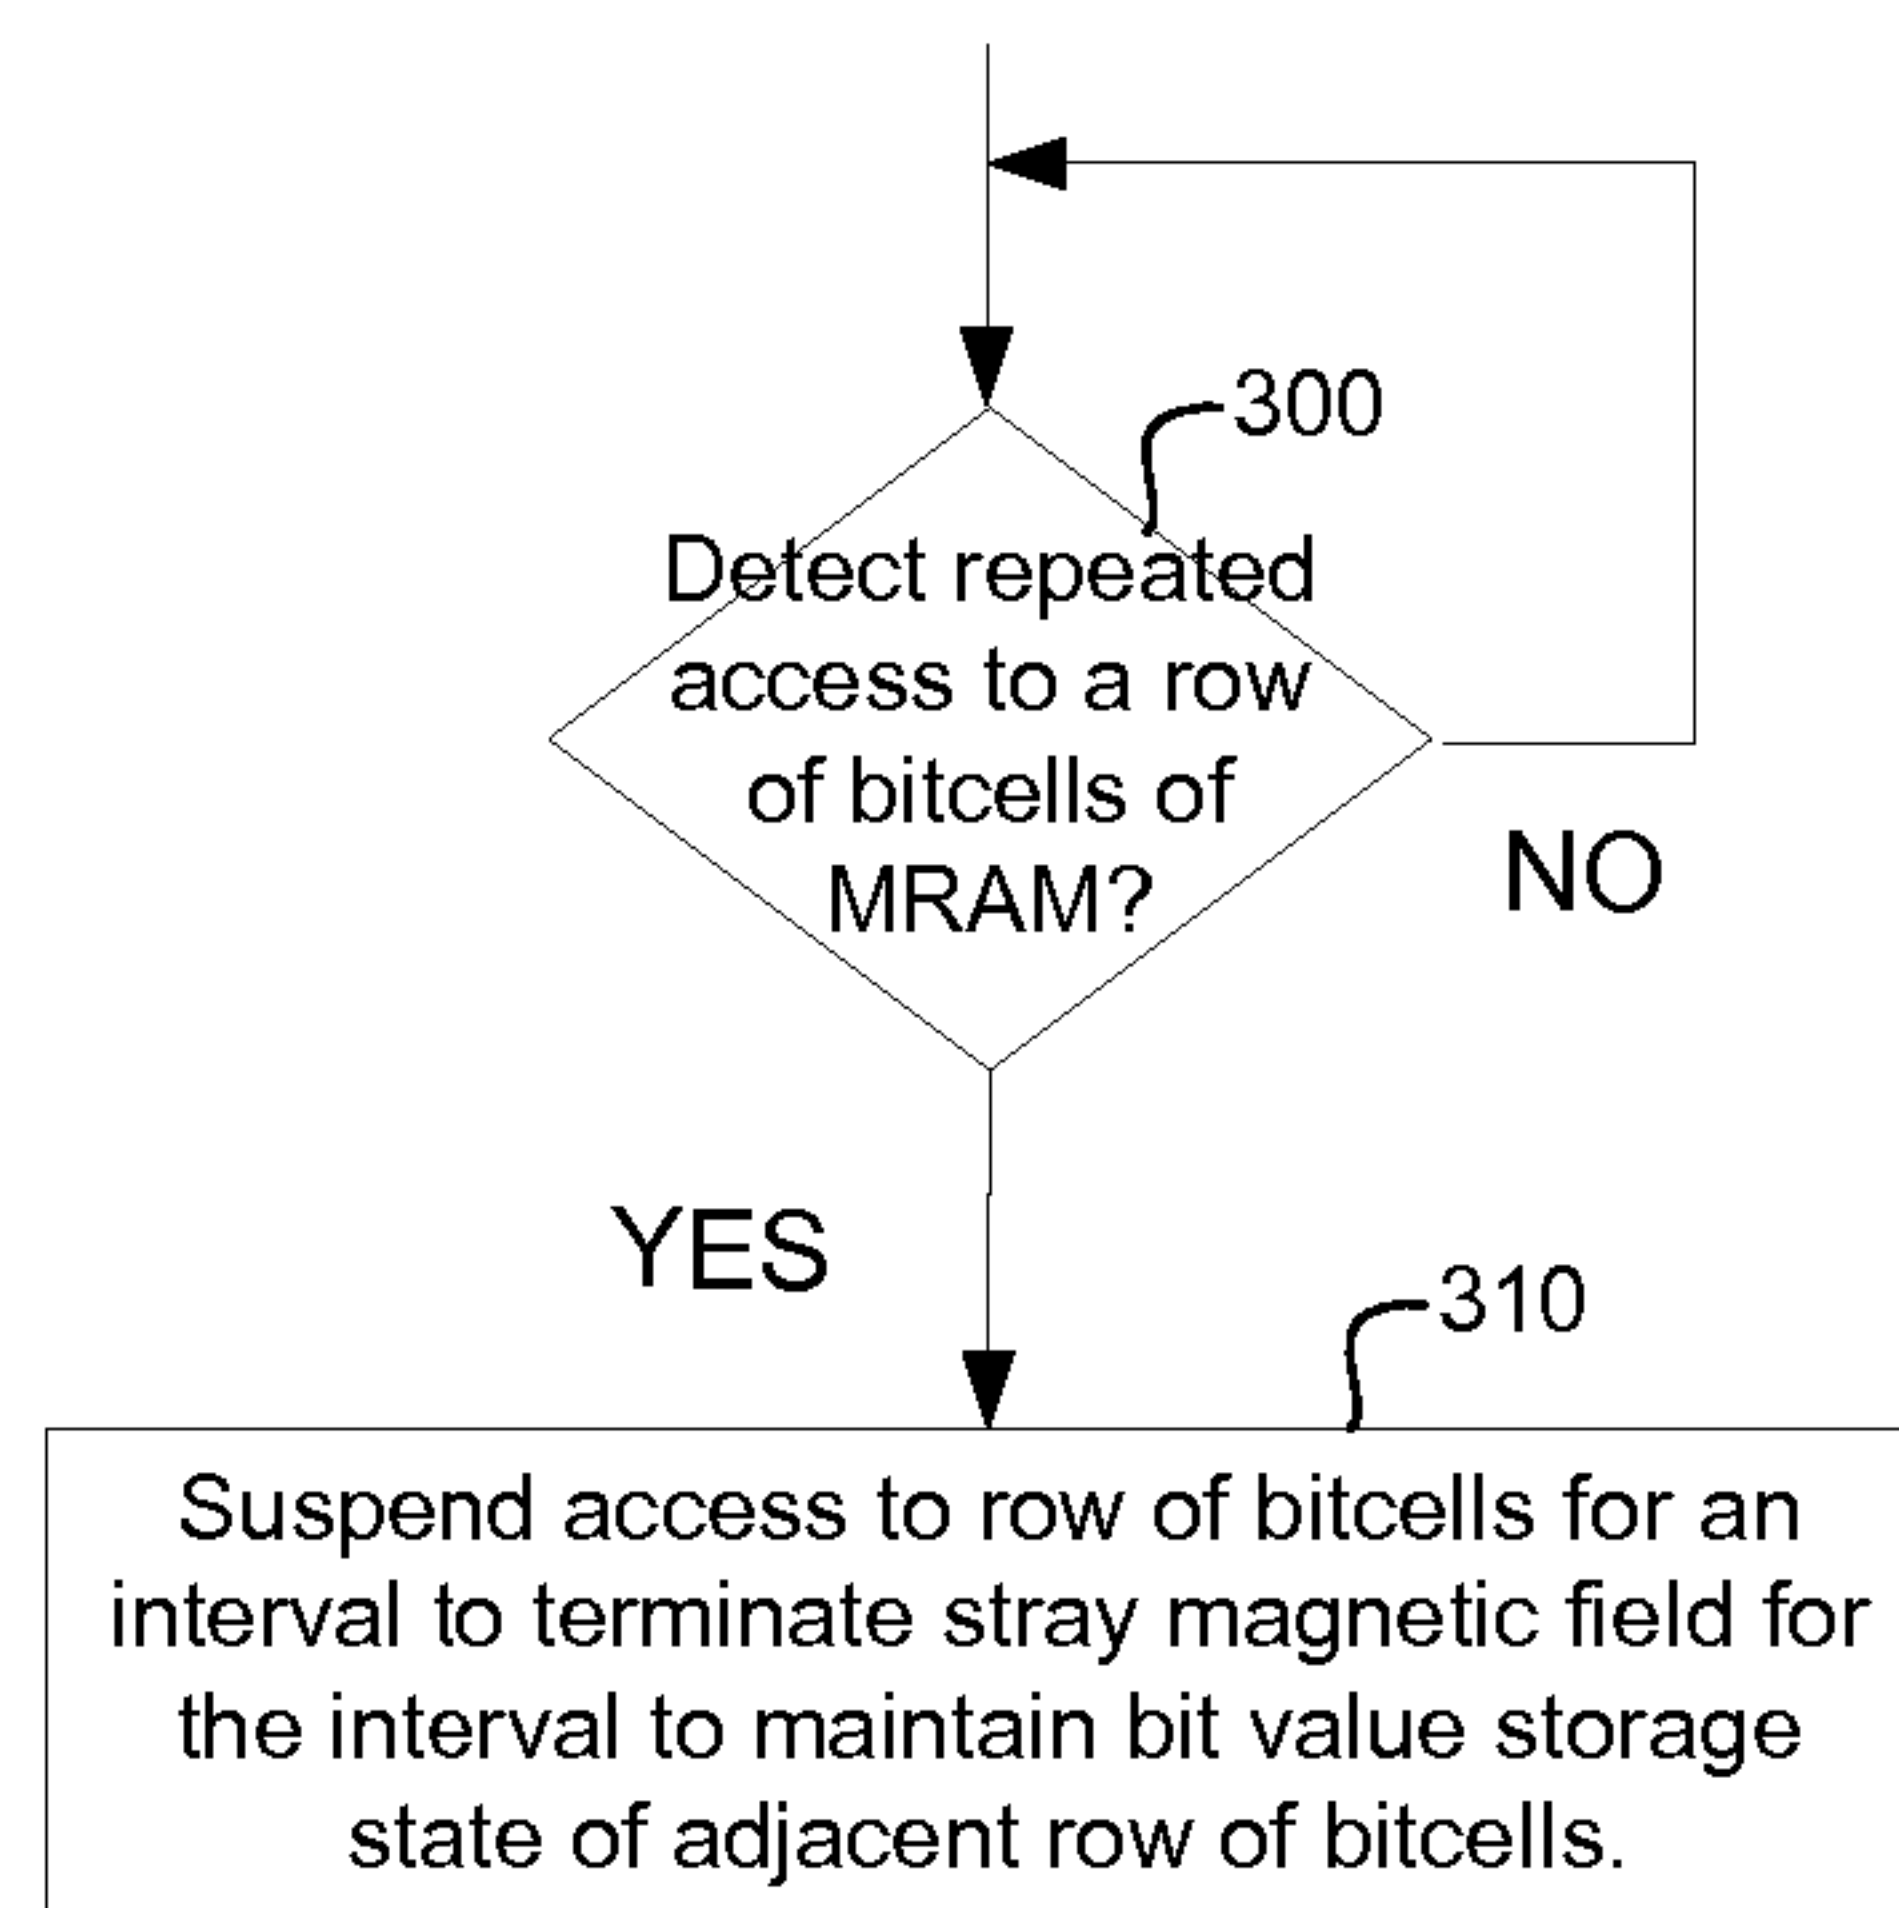 300
Detect repeated
access to a row
of bitcells of
MRAM?
NO
YES
310
Suspend access to row of bitcells for an
interval to terminate stray magnetic field for
the interval to maintain bit value storage
state of adjacent row of bitcells.